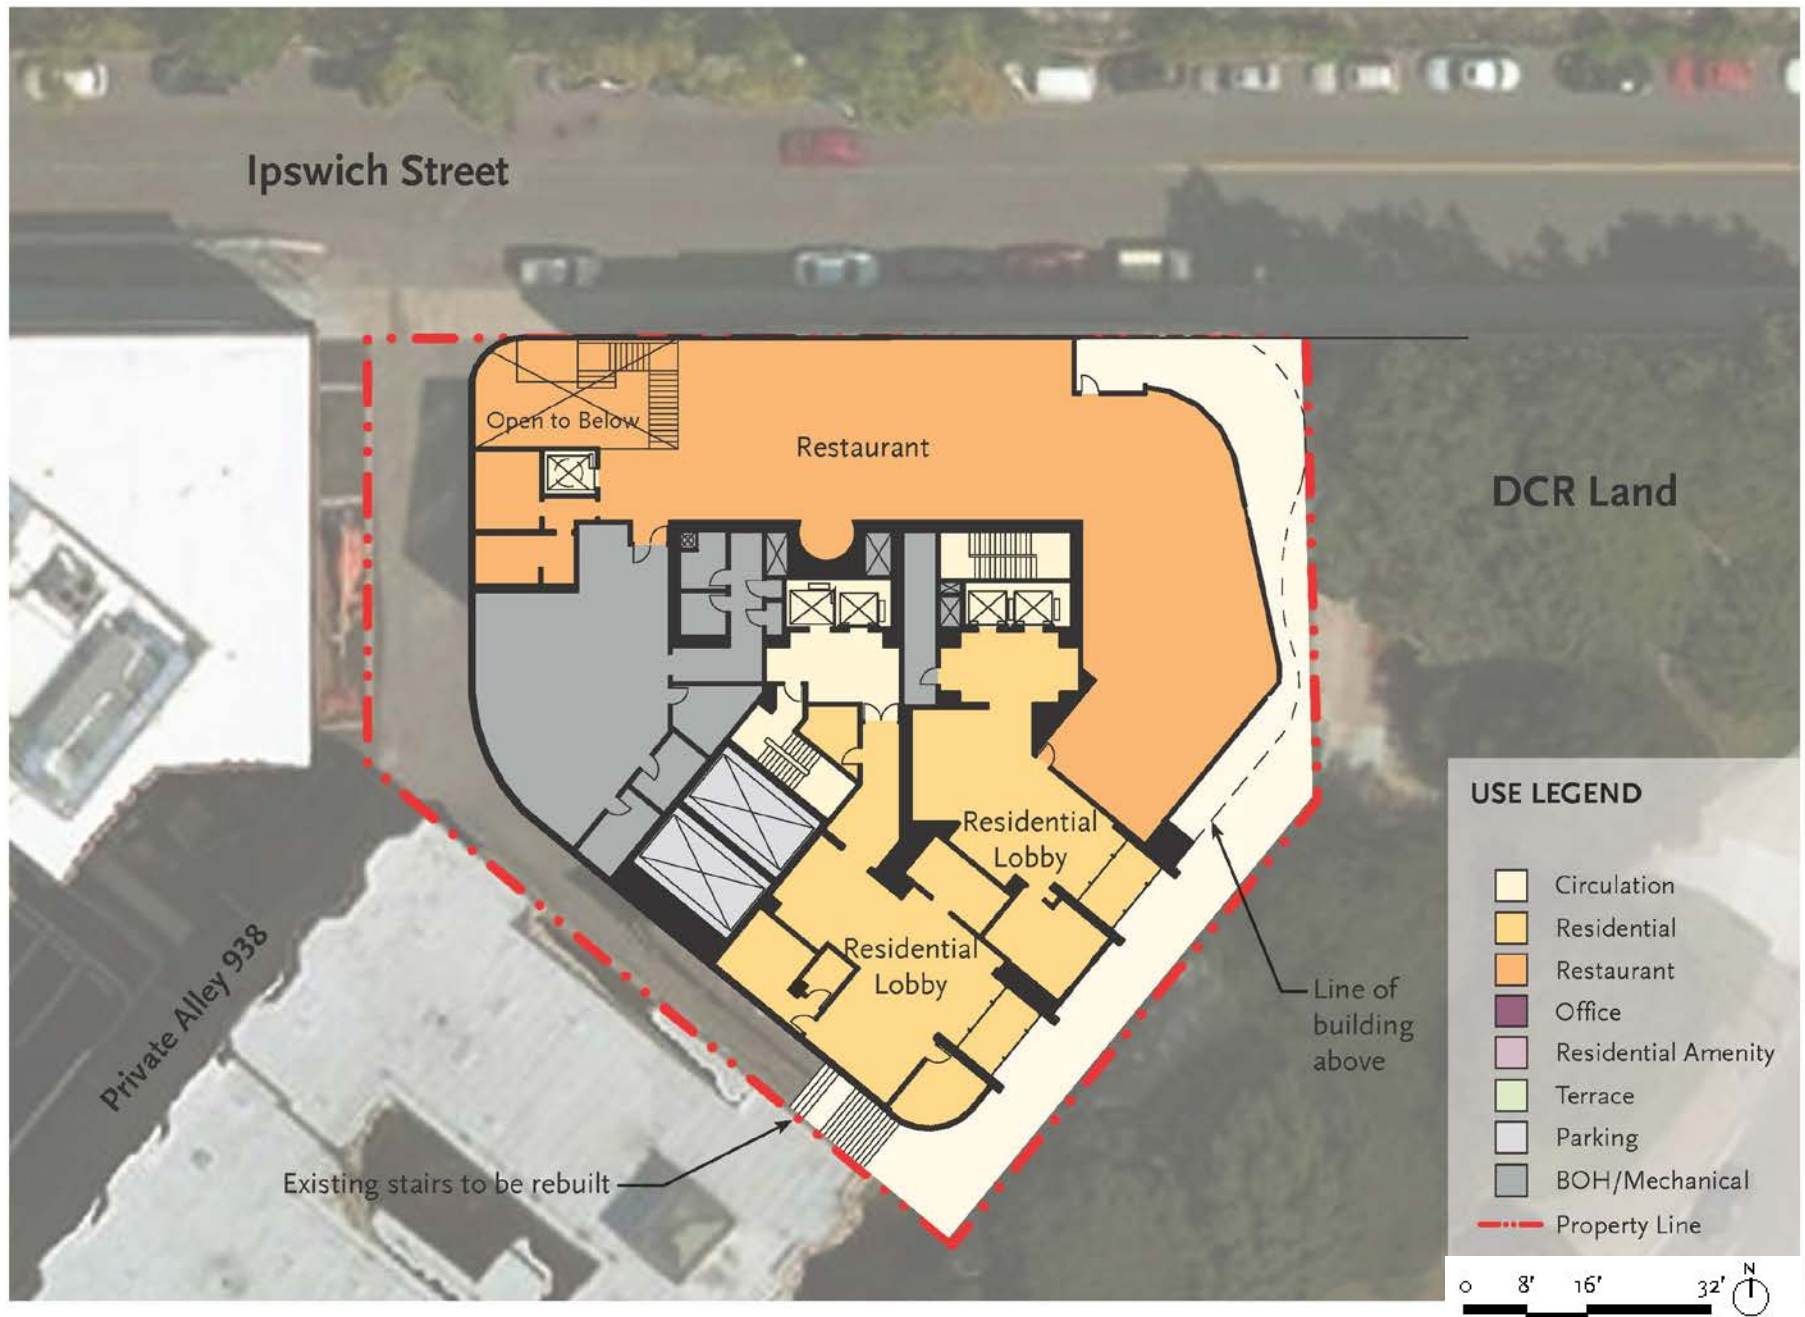 Ipswich Street
Open to Below
Restaurant
DCR Land
Residential
Lobby
Residential
Lobby
Line of
building
above
Private Alley 938
Existing stairs to be rebuilt
USE LEGEND
Circulation
Residential
Restaurant
Office
Residential Amenity
Terrace
Parking
BOH/Mechanical
Property Line
0 8' 16' 32' N